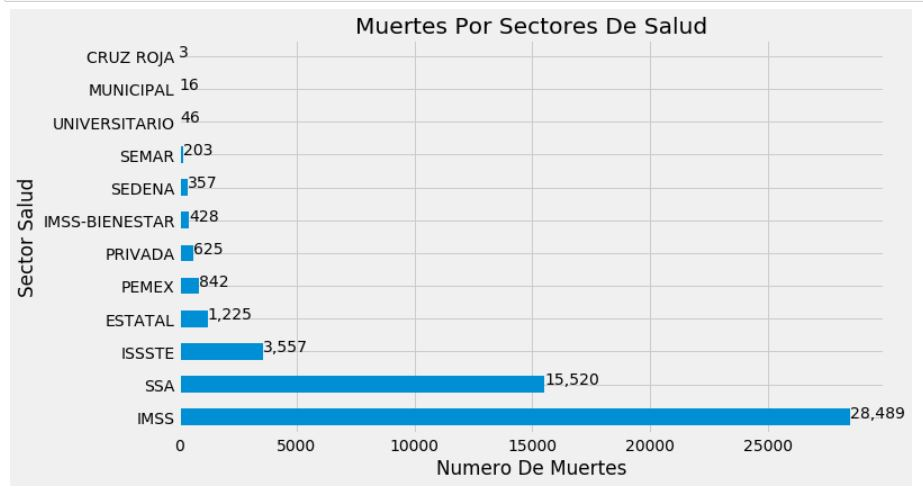 Muertes Por Sectores De Salud
CRUZ ROJA 3
MUNICIPAL 16
UNIVERSITARIO 46
SEMAR 203
SEDENA 357
IMSS-BIENESTAR 428
PRIVADA 625
PEMEX 842
ESTATAL 1,225
ISSSTE 3,557
SSA 15,520
IMSS 28,489
Sector Salud
0 5000 10000 15000 20000 25000
Numero De Muertes